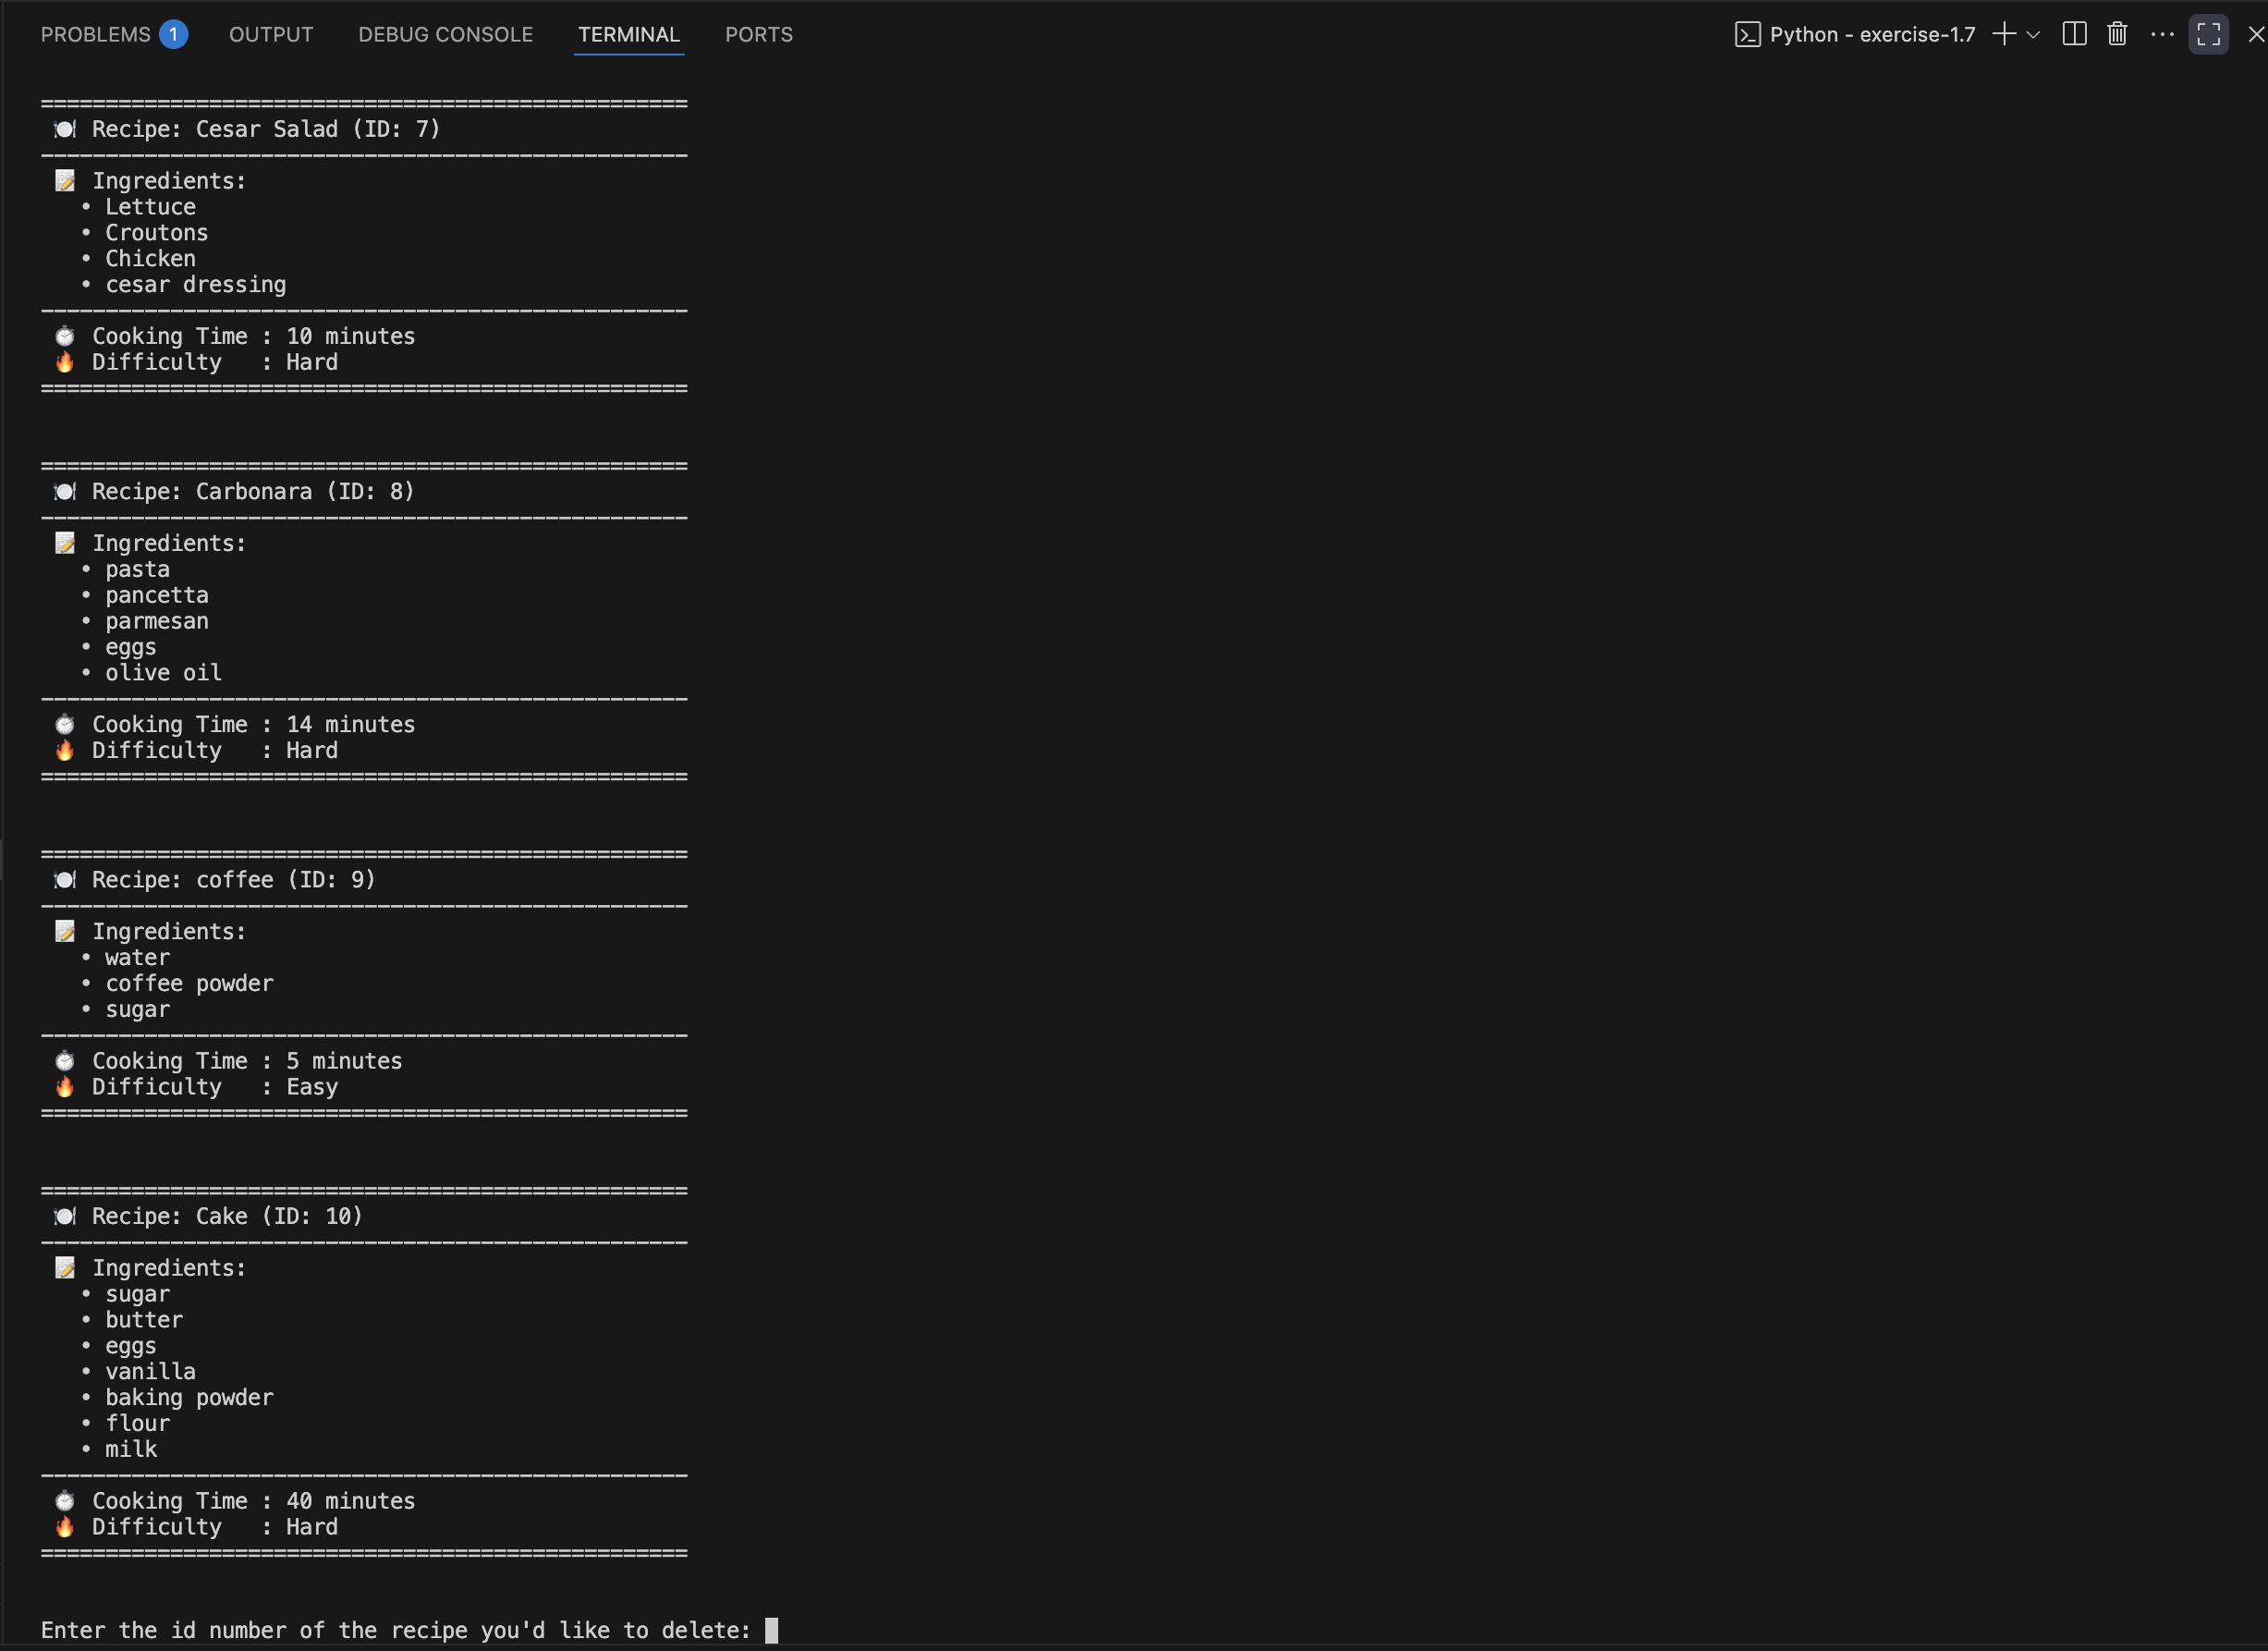 PROBLEMS 1 OUTPUT DEBUG CONSOLE TERMINAL PORTS Python - exercise-1.7
==================================================
🍽 Recipe: Cesar Salad (ID: 7)
--------------------------------------------------
📝 Ingredients:
• Lettuce
• Croutons
• Chicken
• cesar dressing
--------------------------------------------------
⏱ Cooking Time : 10 minutes
🔥 Difficulty   : Hard
==================================================
==================================================
🍽 Recipe: Carbonara (ID: 8)
--------------------------------------------------
📝 Ingredients:
• pasta
• pancetta
• parmesan
• eggs
• olive oil
--------------------------------------------------
⏱ Cooking Time : 14 minutes
🔥 Difficulty   : Hard
==================================================
==================================================
🍽 Recipe: coffee (ID: 9)
--------------------------------------------------
📝 Ingredients:
• water
• coffee powder
• sugar
--------------------------------------------------
⏱ Cooking Time : 5 minutes
🔥 Difficulty   : Easy
==================================================
==================================================
🍽 Recipe: Cake (ID: 10)
--------------------------------------------------
📝 Ingredients:
• sugar
• butter
• eggs
• vanilla
• baking powder
• flour
• milk
--------------------------------------------------
⏱ Cooking Time : 40 minutes
🔥 Difficulty   : Hard
==================================================
Enter the id number of the recipe you'd like to delete: